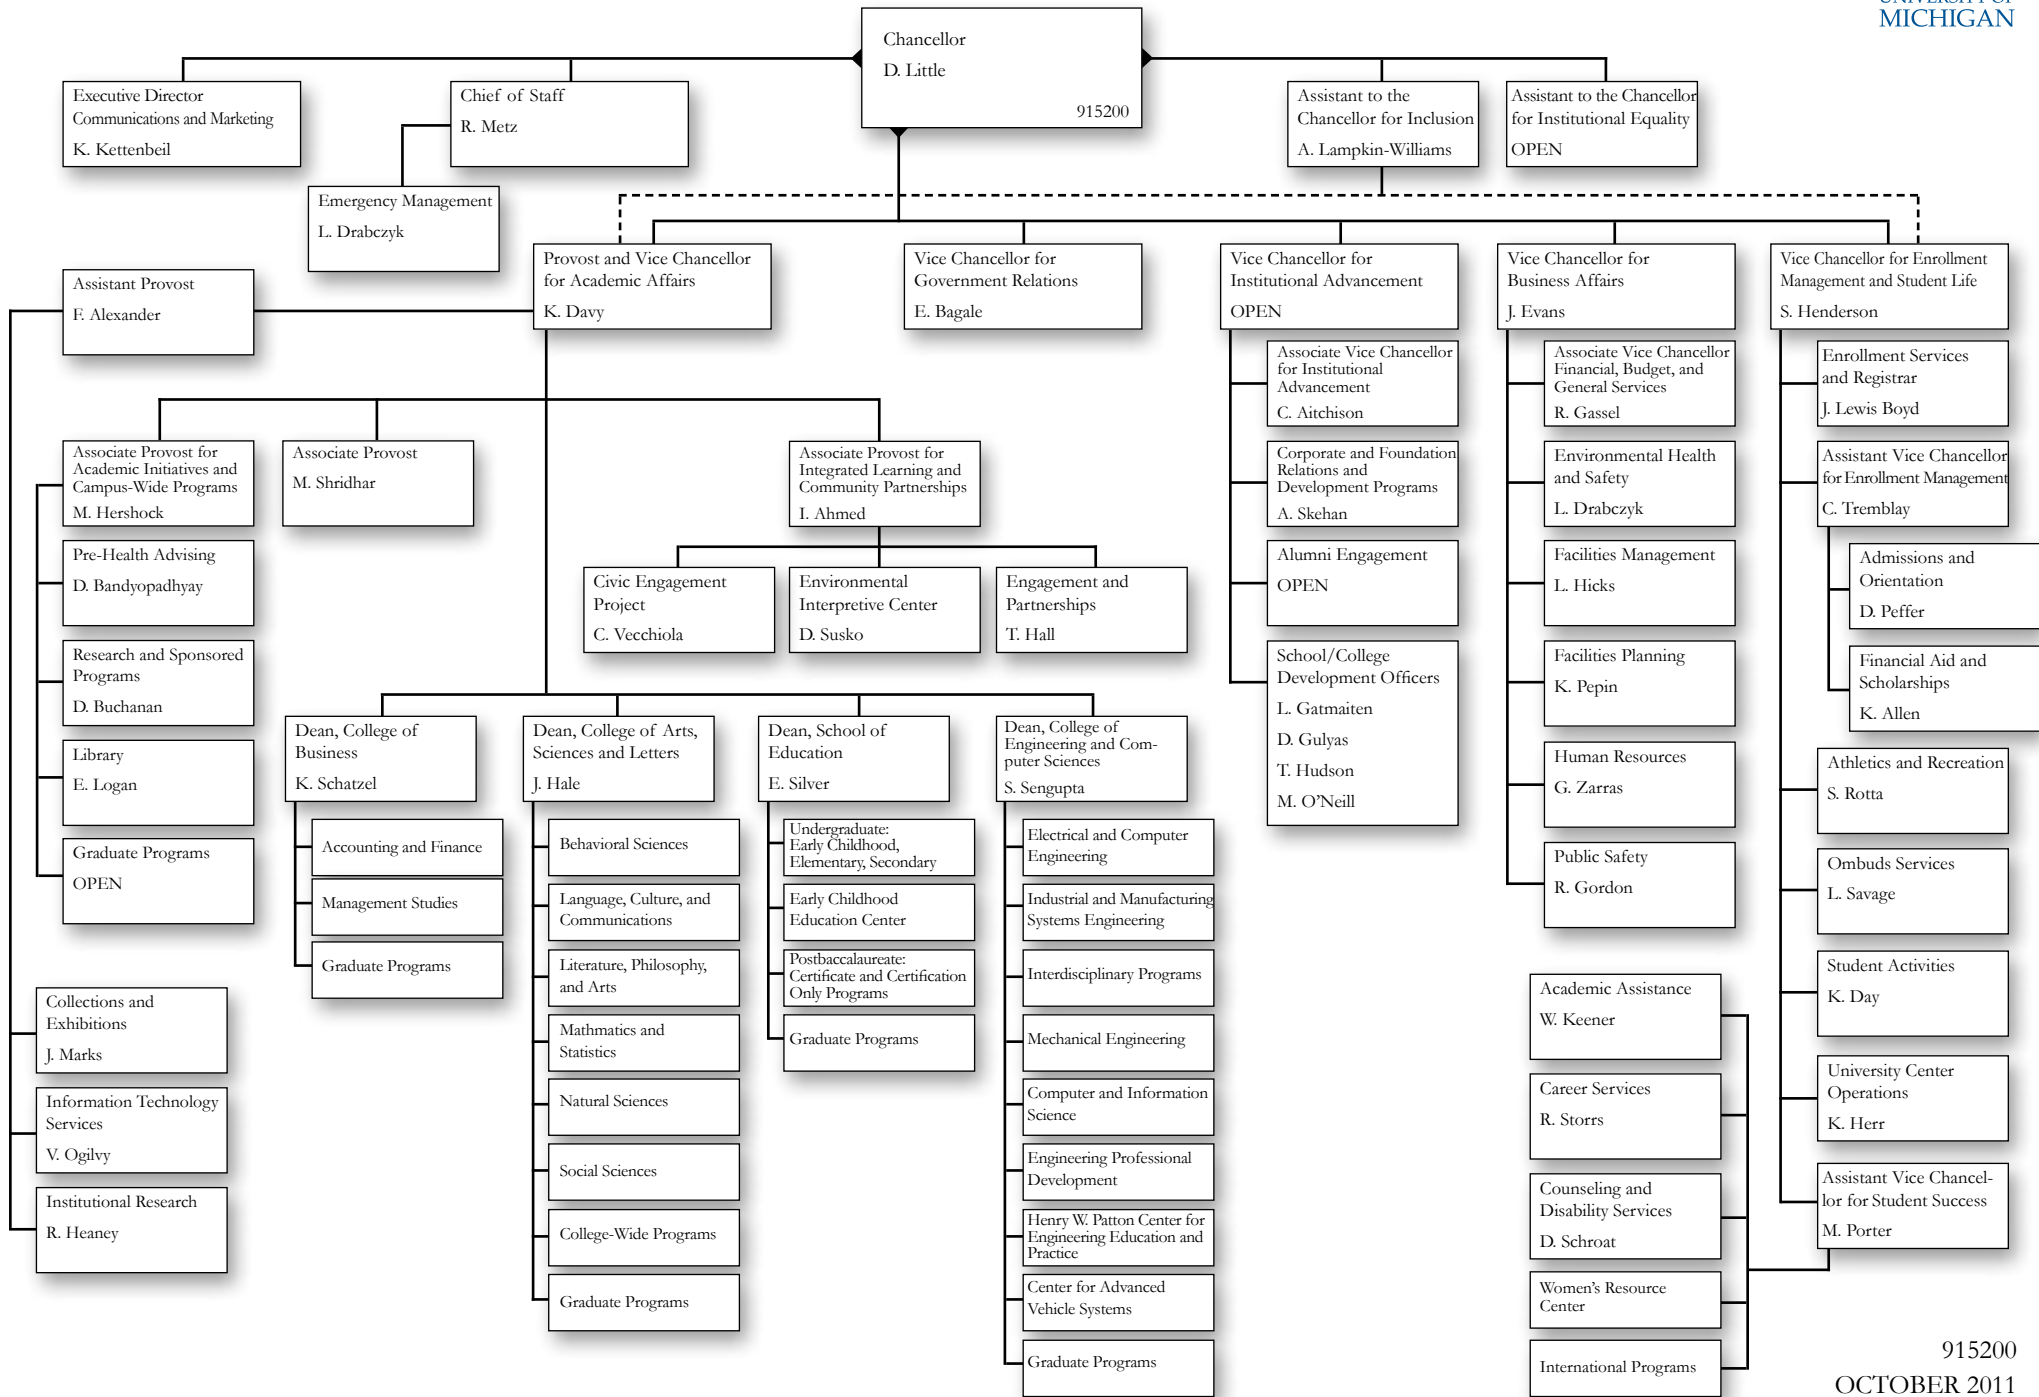 UNIVERSITY OF
MICHIGAN
Chancellor
D. Little
915200
Executive Director
Communications and Marketing
K. Kettenbeil
Chief of Staff
R. Metz
Assistant to the
Chancellor for Inclusion
A. Lampkin-Williams
Assistant to the Chancellor
for Institutional Equality
OPEN
Emergency Management
L. Drabczyk
Assistant Provost
F. Alexander
Provost and Vice Chancellor
for Academic Affairs
K. Davy
Vice Chancellor for
Government Relations
E. Bagale
Vice Chancellor for
Institutional Advancement
OPEN
Vice Chancellor for
Business Affairs
J. Evans
Vice Chancellor for Enrollment
Management and Student Life
S. Henderson
Associate Provost for
Academic Initiatives and
Campus-Wide Programs
M. Hershock
Associate Provost
M. Shridhar
Associate Provost for
Integrated Learning and
Community Partnerships
I. Ahmed
Pre-Health Advising
D. Bandyopadhyay
Research and Sponsored
Programs
D. Buchanan
Library
E. Logan
Graduate Programs
OPEN
Civic Engagement
Project
C. Vecchiola
Environmental
Interpretive Center
D. Susko
Engagement and
Partnerships
T. Hall
Dean, College of
Business
K. Schatzel
Accounting and Finance
Management Studies
Graduate Programs
Dean, College of Arts,
Sciences and Letters
J. Hale
Behavioral Sciences
Language, Culture, and
Communications
Literature, Philosophy,
and Arts
Mathmatics and
Statistics
Natural Sciences
Social Sciences
College-Wide Programs
Graduate Programs
Dean, School of
Education
E. Silver
Undergraduate:
Early Childhood,
Elementary, Secondary
Early Childhood
Education Center
Postbaccalaureate:
Certificate and Certification
Only Programs
Graduate Programs
Dean, College of
Engineering and Com-
puter Sciences
S. Sengupta
Electrical and Computer
Engineering
Industrial and Manufacturing
Systems Engineering
Interdisciplinary Programs
Mechanical Engineering
Computer and Information
Science
Engineering Professional
Development
Henry W. Patton Center for
Engineering Education and
Practice
Center for Advanced
Vehicle Systems
Graduate Programs
Collections and
Exhibitions
J. Marks
Information Technology
Services
V. Ogilvy
Institutional Research
R. Heaney
Associate Vice Chancellor
for Institutional
Advancement
C. Aitchison
Corporate and Foundation
Relations and
Development Programs
A. Skehan
Alumni Engagement
OPEN
School/College
Development Officers
L. Gatmaiten
D. Gulyas
T. Hudson
M. O'Neill
Associate Vice Chancellor
Financial, Budget, and
General Services
R. Gassel
Environmental Health
and Safety
L. Drabczyk
Facilities Management
L. Hicks
Facilities Planning
K. Pepin
Human Resources
G. Zarras
Public Safety
R. Gordon
Enrollment Services
and Registrar
J. Lewis Boyd
Assistant Vice Chancellor
for Enrollment Management
C. Tremblay
Admissions and
Orientation
D. Peffer
Financial Aid and
Scholarships
K. Allen
Athletics and Recreation
S. Rotta
Ombuds Services
L. Savage
Student Activities
K. Day
University Center
Operations
K. Herr
Assistant Vice Chancel-
lor for Student Success
M. Porter
Academic Assistance
W. Keener
Career Services
R. Storrs
Counseling and
Disability Services
D. Schroat
Women's Resource
Center
International Programs
915200
OCTOBER 2011